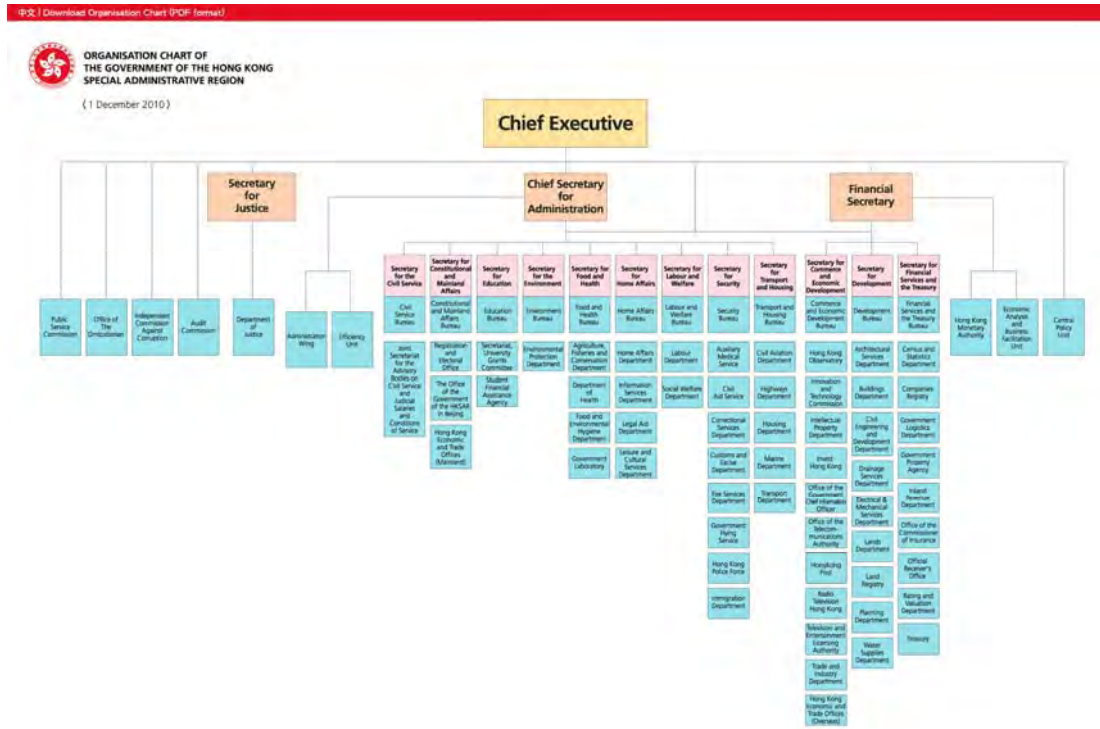 中文 | Download Organisation Chart (PDF format)
ORGANISATION CHART OF
THE GOVERNMENT OF THE HONG KONG
SPECIAL ADMINISTRATIVE REGION
(1 December 2010)
Chief Executive
Secretary
for
Justice
Chief Secretary
for
Administration
Financial
Secretary
Public
Service
Commission
Office of
The
Ombudsman
Independent
Commission
Against
Corruption
Audit
Commission
Department
of
Justice
Administration
Wing
Efficiency
Unit
Secretary
for
the Civil Service
Civil
Service
Bureau
Joint
Secretariat
for the
Advisory
Bodies on
Civil Service
and
Judicial
Salaries
and
Conditions
of Service
Secretary for
Constitutional
and
Mainland
Affairs
Constitutional
and Mainland
Affairs
Bureau
Registration
and
Electoral
Office
The Office
of the
Government
of the HKSAR
in Beijing
Hong Kong
Economic
and Trade
Offices
(Mainland)
Secretary
for
Education
Education
Bureau
Secretariat,
University
Grants
Committee
Student
Financial
Assistance
Agency
Secretary
for
the Environment
Environment
Bureau
Environmental
Protection
Department
Secretary for
Food and
Health
Food and
Health
Bureau
Agriculture,
Fisheries and
Conservation
Department
Department
of
Health
Food and
Environmental
Hygiene
Department
Government
Laboratory
Secretary
for
Home Affairs
Home Affairs
Bureau
Home Affairs
Department
Information
Services
Department
Legal Aid
Department
Leisure and
Cultural
Services
Department
Secretary for
Labour and
Welfare
Labour and
Welfare
Bureau
Labour
Department
Social Welfare
Department
Secretary
for
Security
Security
Bureau
Auxiliary
Medical
Service
Civil
Aid Service
Correctional
Services
Department
Customs and
Excise
Department
Fire Services
Department
Government
Flying
Service
Hong Kong
Police Force
Immigration
Department
Secretary
for
Transport
and Housing
Transport and
Housing
Bureau
Civil Aviation
Department
Highways
Department
Housing
Department
Marine
Department
Transport
Department
Secretary for
Commerce
and
Economic
Development
Commerce
and Economic
Development
Bureau
Hong Kong
Observatory
Innovation
and
Technology
Commission
Intellectual
Property
Department
Invest
Hong Kong
Office of the
Government
Chief Information
Officer
Office of the
Telecom-
munications
Authority
Hongkong
Post
Radio
Television
Hong Kong
Television and
Entertainment
Licensing
Authority
Trade and
Industry
Department
Hong Kong
Economic and
Trade Offices
(Overseas)
Secretary
for
Development
Development
Bureau
Architectural
Services
Department
Buildings
Department
Civil
Engineering
and
Development
Department
Drainage
Services
Department
Electrical &
Mechanical
Services
Department
Lands
Department
Land
Registry
Planning
Department
Water
Supplies
Department
Secretary for
Financial
Services and
the Treasury
Financial
Services and
the Treasury
Bureau
Census and
Statistics
Department
Companies
Registry
Government
Logistics
Department
Government
Property
Agency
Inland
Revenue
Department
Office of the
Commissioner
of Insurance
Official
Receiver's
Office
Rating and
Valuation
Department
Treasury
Hong Kong
Monetary
Authority
Economic
Analysis
and
Business
Facilitation
Unit
Central
Policy
Unit